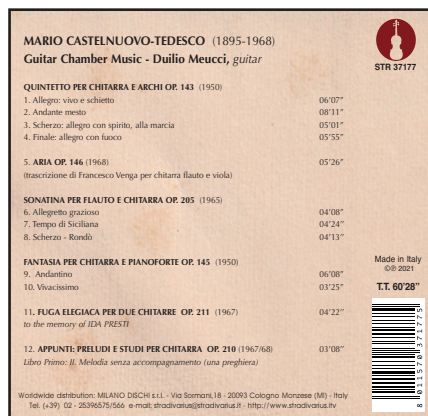 MARIO CASTELNUOVO-TEDESCO (1895-1968)
Guitar Chamber Music - Duilio Meucci, guitar
STR 37177
QUINTETTO PER CHITARRA E ARCHI OP. 143 (1950)
1. Allegro: vivo e schietto 06'07"
2. Andante mesto 08'11"
3. Scherzo: allegro con spirito, alla marcia 05'01"
4. Finale: allegro con fuoco 05'55"
5. ARIA OP. 146 (1968) 05'26"
(trascrizione di Francesco Venga per chitarra flauto e viola)
SONATINA PER FLAUTO E CHITARRA OP. 205 (1965)
6. Allegretto grazioso 04'08"
7. Tempo di Siciliana 04'24"
8. Scherzo - Rondò 04'13"
FANTASIA PER CHITARRA E PIANOFORTE OP. 145 (1950)
9. Andantino 06'08"
10. Vivacissimo 03'25"
11. FUGA ELEGIACA PER DUE CHITARRE OP. 211 (1967) 04'22"
to the memory of IDA PRESTI
12. APPUNTI: PRELUDI E STUDI PER CHITARRA OP. 210 (1967/68) 03'08"
Libro Primo: II. Melodia senza accompagnamento (una preghiera)
Made in Italy
©℗ 2021
T.T. 60'28"
8 011570 371775
Worldwide distribution: MILANO DISCHI s.r.l. - Via Sormani,18 - 20093 Cologno Monzese (MI) - Italy
Tel. (+39) 02 - 25396575/566 e-mail: stradivarius@stradivarius.it - http://www.stradivarius.itv